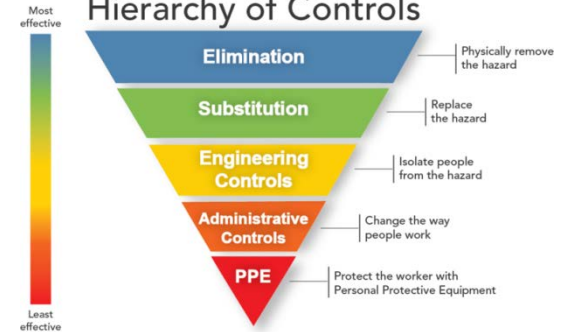 Hierarchy of Controls
Most
effective
Elimination
Physically remove
the hazard
Substitution
Replace
the hazard
Engineering
Controls
Isolate people
from the hazard
Administrative
Controls
Change the way
people work
PPE
Protect the worker with
Personal Protective Equipment
Least
effective